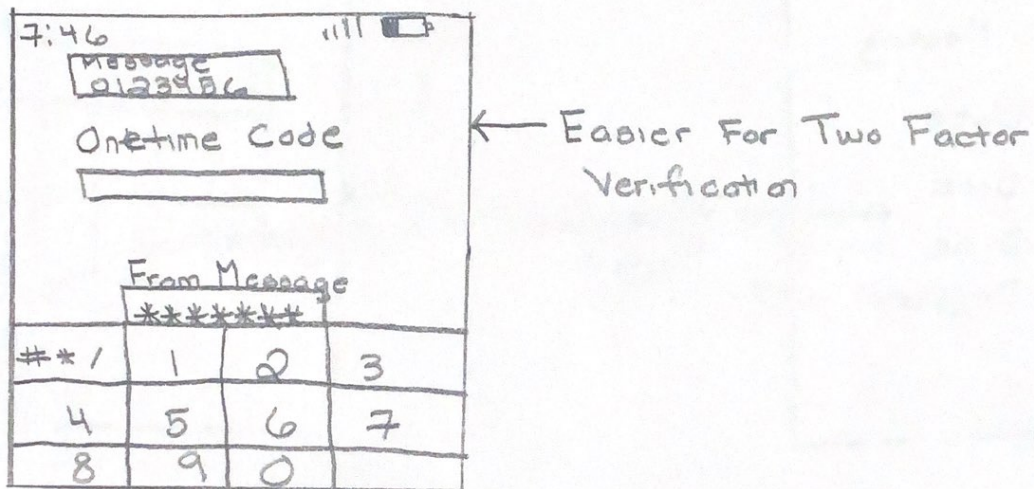 7:46
Message
0123456
Onetime Code
Easier For Two Factor
Verification
From Message
*******
#*/ 1 2 3
4 5 6 7
8 9 0